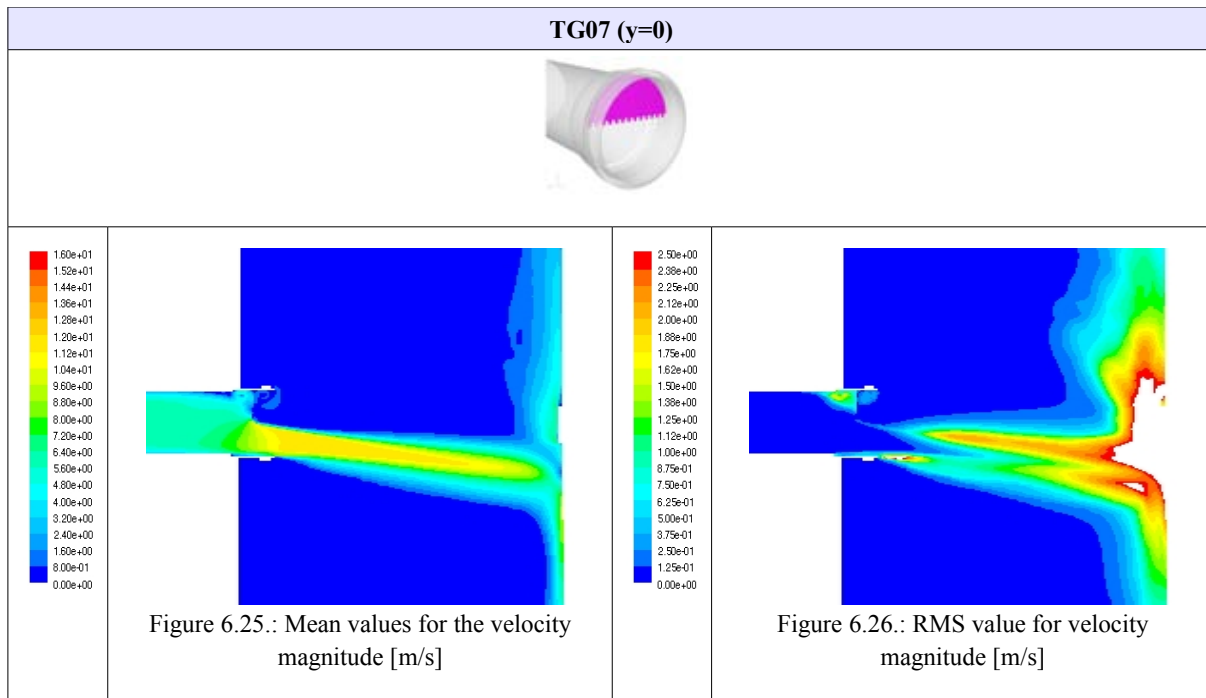 TG07 (y=0)
1.60e+01
1.52e+01
1.44e+01
1.36e+01
1.28e+01
1.20e+01
1.12e+01
1.04e+01
9.60e+00
8.80e+00
8.00e+00
7.20e+00
6.40e+00
5.60e+00
4.80e+00
4.00e+00
3.20e+00
2.40e+00
1.60e+00
8.00e-01
0.00e+00
Figure 6.25.: Mean values for the velocity
magnitude [m/s]
2.50e+00
2.38e+00
2.25e+00
2.12e+00
2.00e+00
1.88e+00
1.75e+00
1.62e+00
1.50e+00
1.38e+00
1.25e+00
1.12e+00
1.00e+00
8.75e-01
7.50e-01
6.25e-01
5.00e-01
3.75e-01
2.50e-01
1.25e-01
0.00e+00
Figure 6.26.: RMS value for velocity
magnitude [m/s]